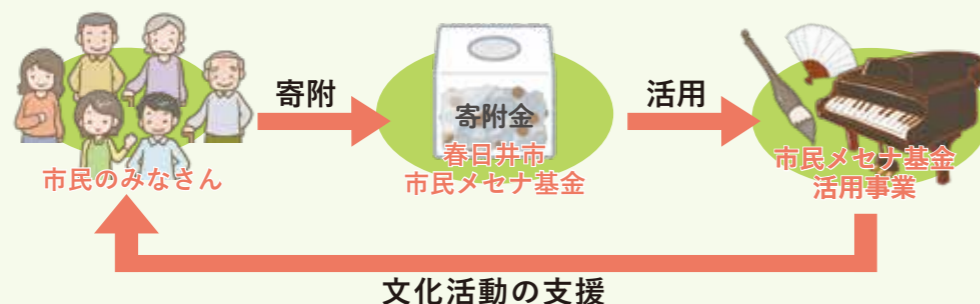 寄附
活用
寄附金
春日井市
市民メセナ基金
市民のみなさん
市民メセナ基金
活用事業
文化活動の支援